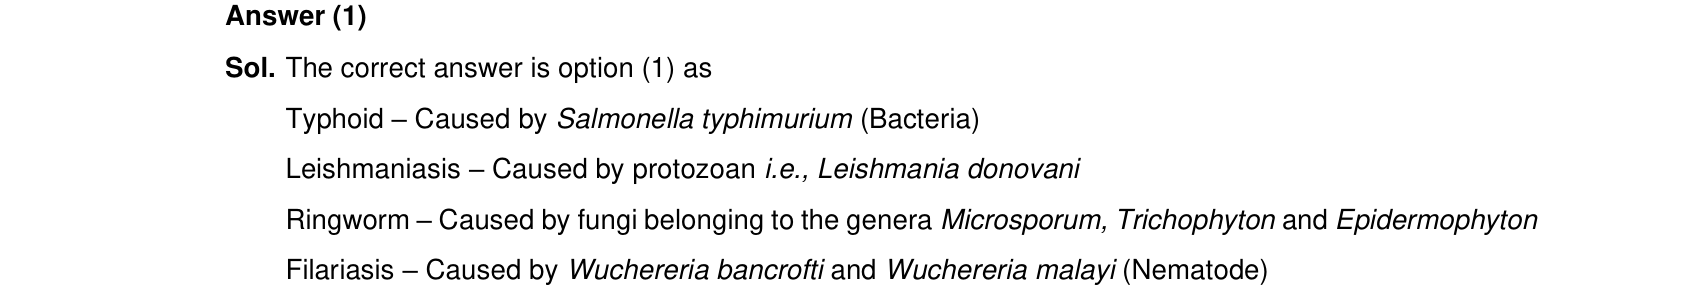 Answer (1)
Sol. The correct answer is option (1) as
Typhoid – Caused by Salmonella typhimurium (Bacteria)
Leishmaniasis – Caused by protozoan i.e., Leishmania donovani
Ringworm – Caused by fungi belonging to the genera Microsporum, Trichophyton and Epidermophyton
Filariasis – Caused by Wuchereria bancrofti and Wuchereria malayi (Nematode)